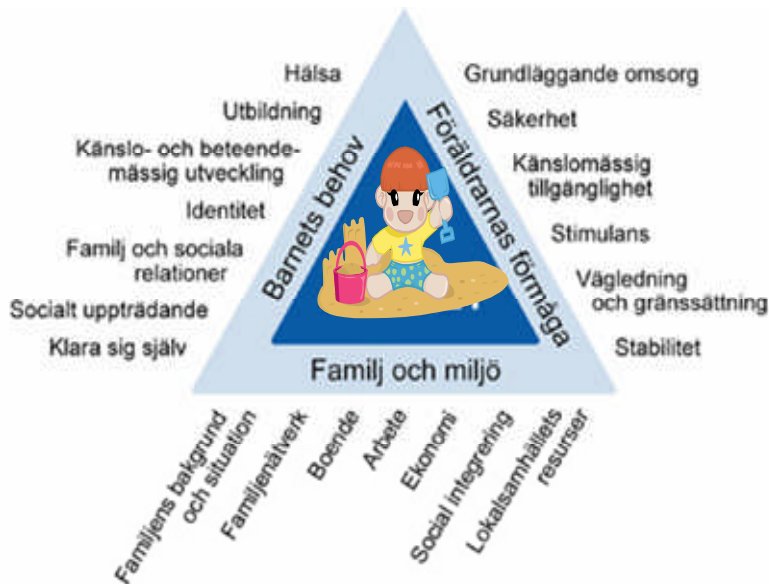 Hälsa
Utbildning
Känslo- och beteende-
mässig utveckling
Identitet
Familj och sociala
relationer
Socialt uppträdande
Klara sig själv
Barnets behov
Föräldrarnas förmåga
Grundläggande omsorg
Säkerhet
Känslomässig
tillgänglighet
Stimulans
Vägledning
och gränssättning
Stabilitet
Familj och miljö
Familjens bakgrund
och situation
Familjenätverk
Boende
Arbete
Ekonomi
Social integrering
Lokalsamhällets
resurser